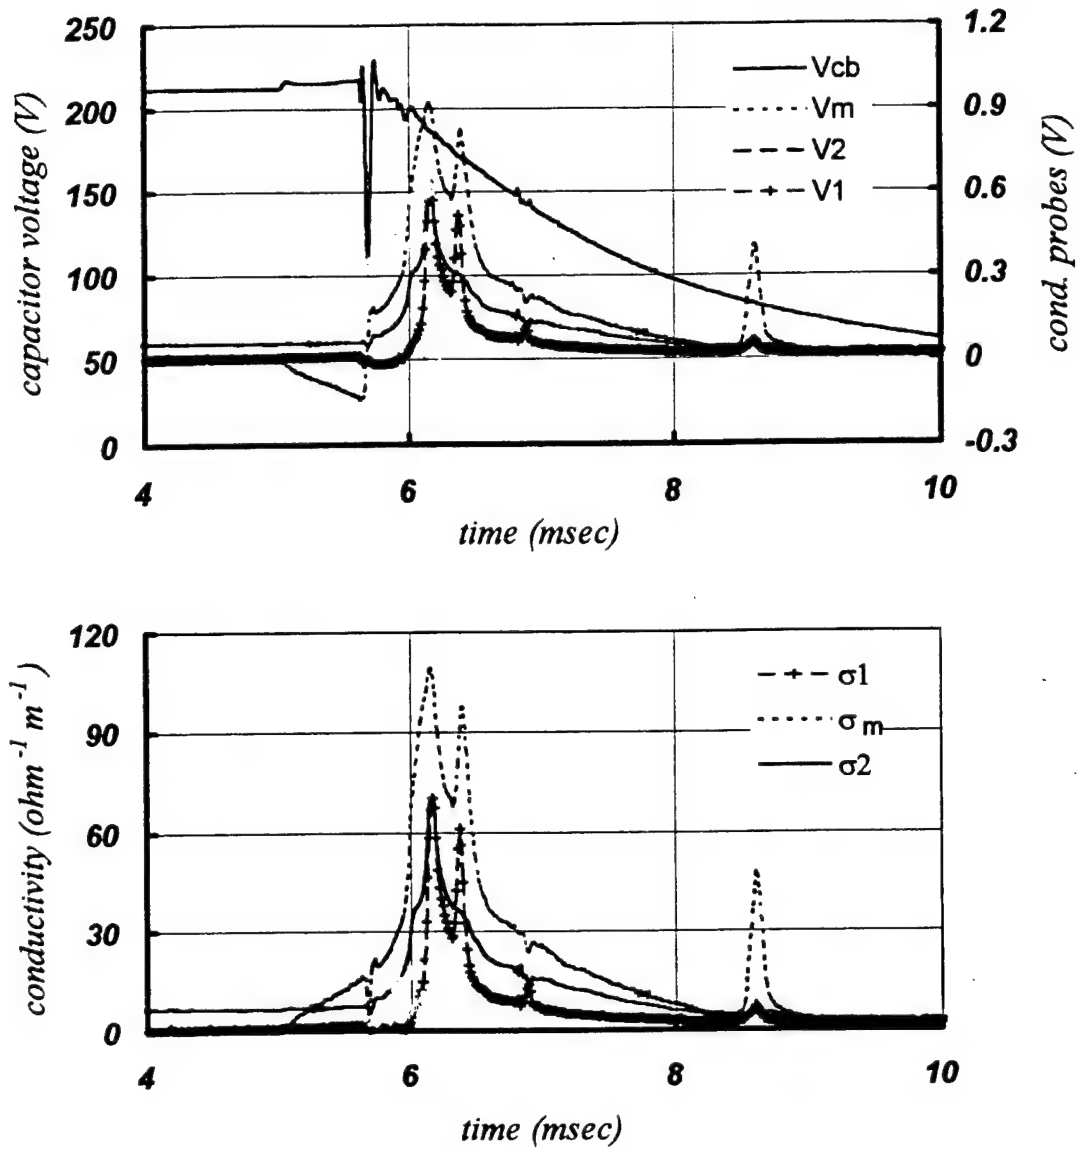 250 1.2
Vcb
200 Vm 0.9
V2
150 V1 0.6
100 0.3
50 0
0 -0.3
capacitor voltage (V)
cond. probes (V)
4 6 8 10
time (msec)
120
σ1
90 σm
σ2
60
30
0
conductivity (ohm⁻¹ m⁻¹)
4 6 8 10
time (msec)